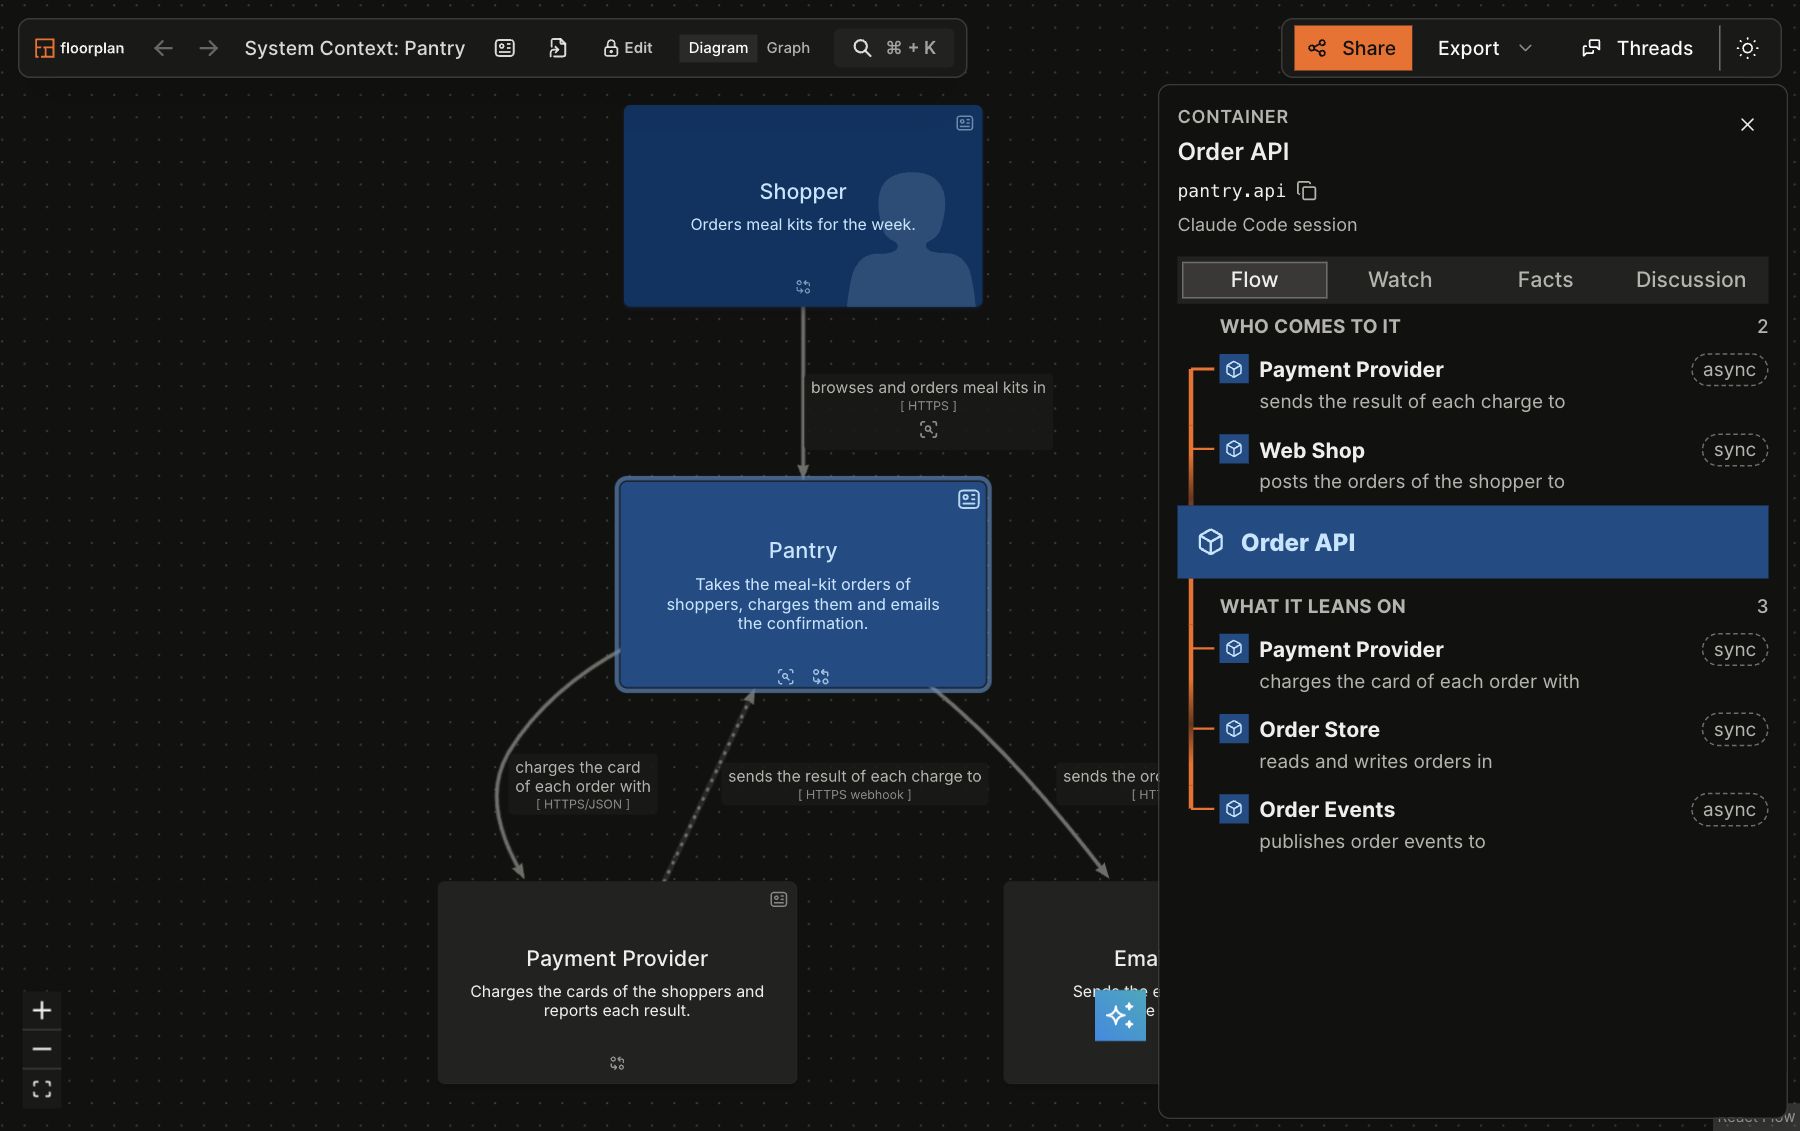 floorplan
System Context: Pantry
Edit
Diagram
Graph
⌘ + K
Share
Export
Threads
Shopper
Orders meal kits for the week.
browses and orders meal kits in
[ HTTPS ]
Pantry
Takes the meal-kit orders of
shoppers, charges them and emails
the confirmation.
charges the card
of each order with
[ HTTPS/JSON ]
sends the result of each charge to
[ HTTPS webhook ]
sends the
Payment Provider
Charges the cards of the shoppers and
reports each result.
CONTAINER
Order API
pantry.api
Claude Code session
Flow
Watch
Facts
Discussion
WHO COMES TO IT
2
Payment Provider
async
sends the result of each charge to
Web Shop
sync
posts the orders of the shopper to
Order API
WHAT IT LEANS ON
3
Payment Provider
sync
charges the card of each order with
Order Store
sync
reads and writes orders in
Order Events
async
publishes order events to
React Flow